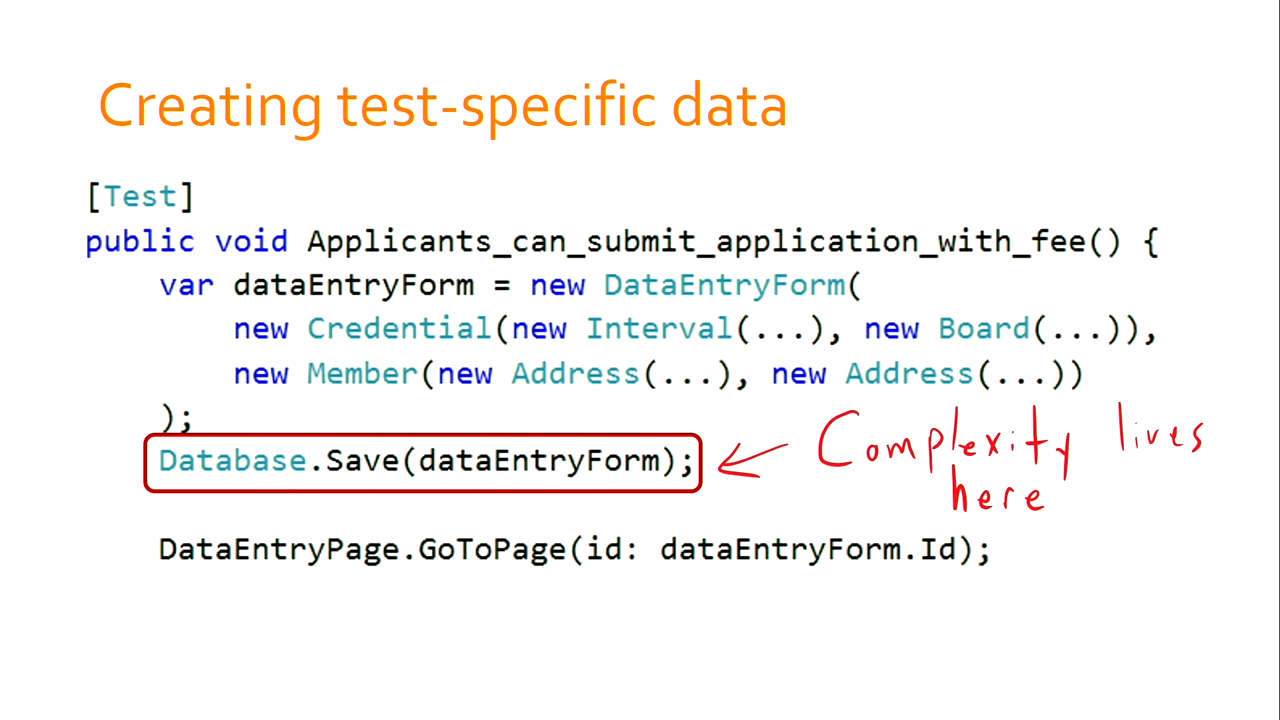 Creating test-specific data
[Test]
public void Applicants_can_submit_application_with_fee() {
    var dataEntryForm = new DataEntryForm(
        new Credential(new Interval(...), new Board(...)),
        new Member(new Address(...), new Address(...))
    );
    Database.Save(dataEntryForm);
Complexity lives
here
    DataEntryPage.GoToPage(id: dataEntryForm.Id);